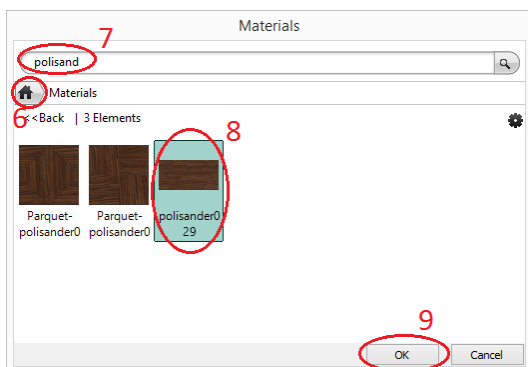 Materials
7
polisand
Materials
6
<<Back | 3 Elements
8
Parquet-
polisander0
Parquet-
polisander0
polisander0
29
9
OK
Cancel